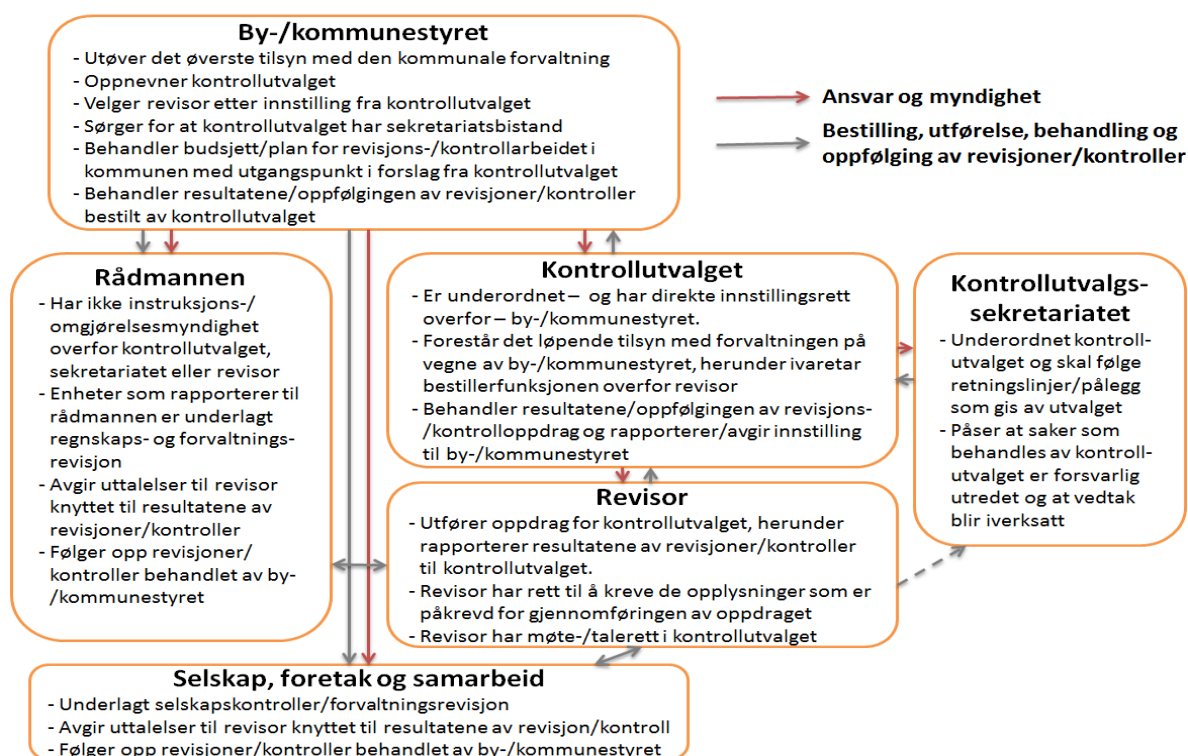 By-/kommunestyret
- Utøver det øverste tilsyn med den kommunale forvaltning
- Oppnevner kontrollutvalget
- Velger revisor etter innstilling fra kontrollutvalget
- Sørger for at kontrollutvalget har sekretariatsbistand
- Behandler budsjett/plan for revisjons-/kontrollarbeidet i
kommunen med utgangspunkt i forslag fra kontrollutvalget
- Behandler resultatene/oppfølgingen av revisjoner/kontroller
bestilt av kontrollutvalget
Ansvar og myndighet
Bestilling, utførelse, behandling og
oppfølging av revisjoner/kontroller
Rådmannen
- Har ikke instruksjons-/
omgjørelsesmyndighet
overfor kontrollutvalget,
sekretariatet eller revisor
- Enheter som rapporterer til
rådmannen er underlagt
regnskaps- og forvaltnings-
revisjon
- Avgir uttalelser til revisor
knyttet til resultatene av
revisjoner/kontroller
- Følger opp revisjoner/
kontroller behandlet av by-
/kommunestyret
Kontrollutvalget
- Er underordnet – og har direkte innstillingsrett
overfor – by-/kommunestyret.
- Forestår det løpende tilsyn med forvaltningen på
vegne av by-/kommunestyret, herunder ivaretar
bestillerfunksjonen overfor revisor
- Behandler resultatene/oppfølgingen av revisjons-
/kontrolloppdrag og rapporterer/avgir innstilling
til by-/kommunestyret
Kontrollutvalgs-
sekretariatet
- Underordnet kontroll-
utvalget og skal følge
retningslinjer/pålegg
som gis av utvalget
- Påser at saker som
behandles av kontroll-
utvalget er forsvarlig
utredet og at vedtak
blir iverksatt
Revisor
- Utfører oppdrag for kontrollutvalget, herunder
rapporterer resultatene av revisjoner/kontroller
til kontrollutvalget.
- Revisor har rett til å kreve de opplysninger som er
påkrevd for gjennomføringen av oppdraget
- Revisor har møte-/talerett i kontrollutvalget
Selskap, foretak og samarbeid
- Underlagt selskapskontroller/forvaltningsrevisjon
- Avgir uttalelser til revisor knyttet til resultatene av revisjon/kontroll
- Følger opp revisjoner/kontroller behandlet av by-/kommunestyret